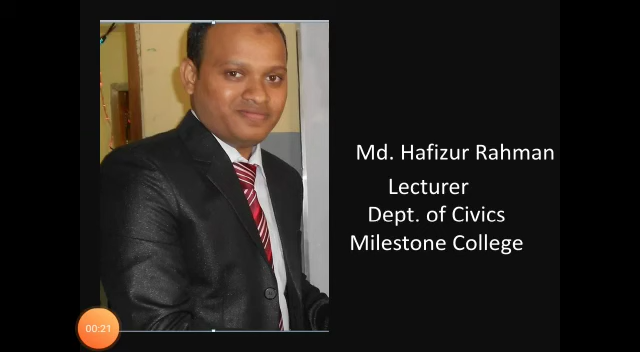 Md. Hafizur Rahman
Lecturer
Dept. of Civics
Milestone College
00:21